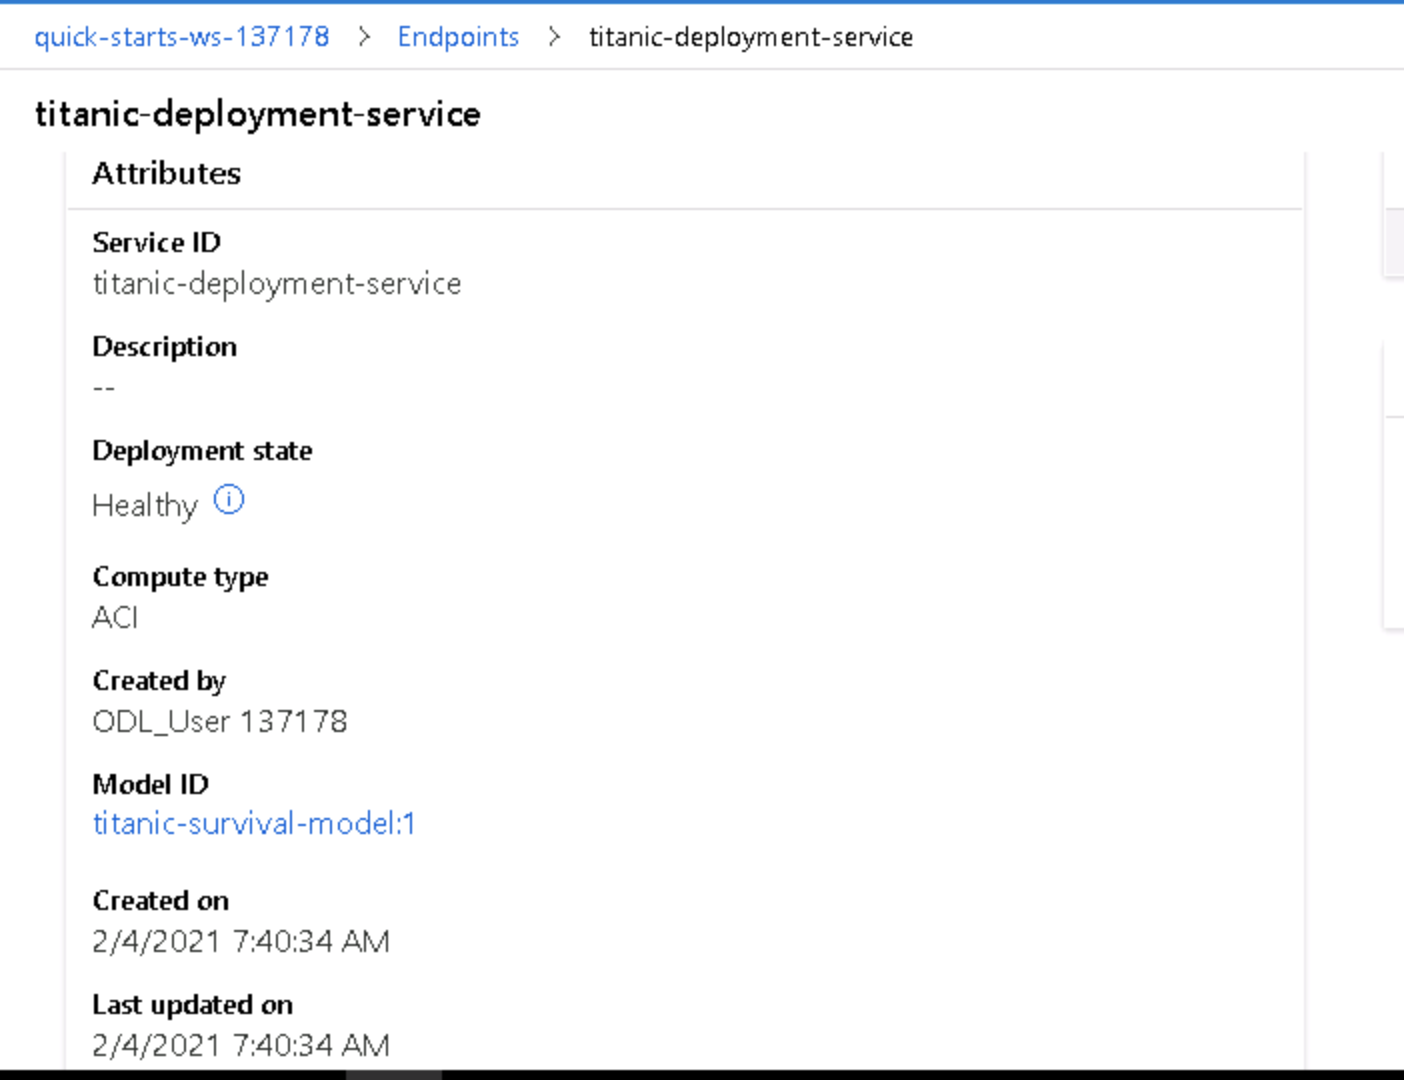 quick-starts-ws-137178 > Endpoints > titanic-deployment-service
titanic-deployment-service
Attributes
Service ID
titanic-deployment-service
Description
--
Deployment state
Healthy
Compute type
ACI
Created by
ODL_User 137178
Model ID
titanic-survival-model:1
Created on
2/4/2021 7:40:34 AM
Last updated on
2/4/2021 7:40:34 AM